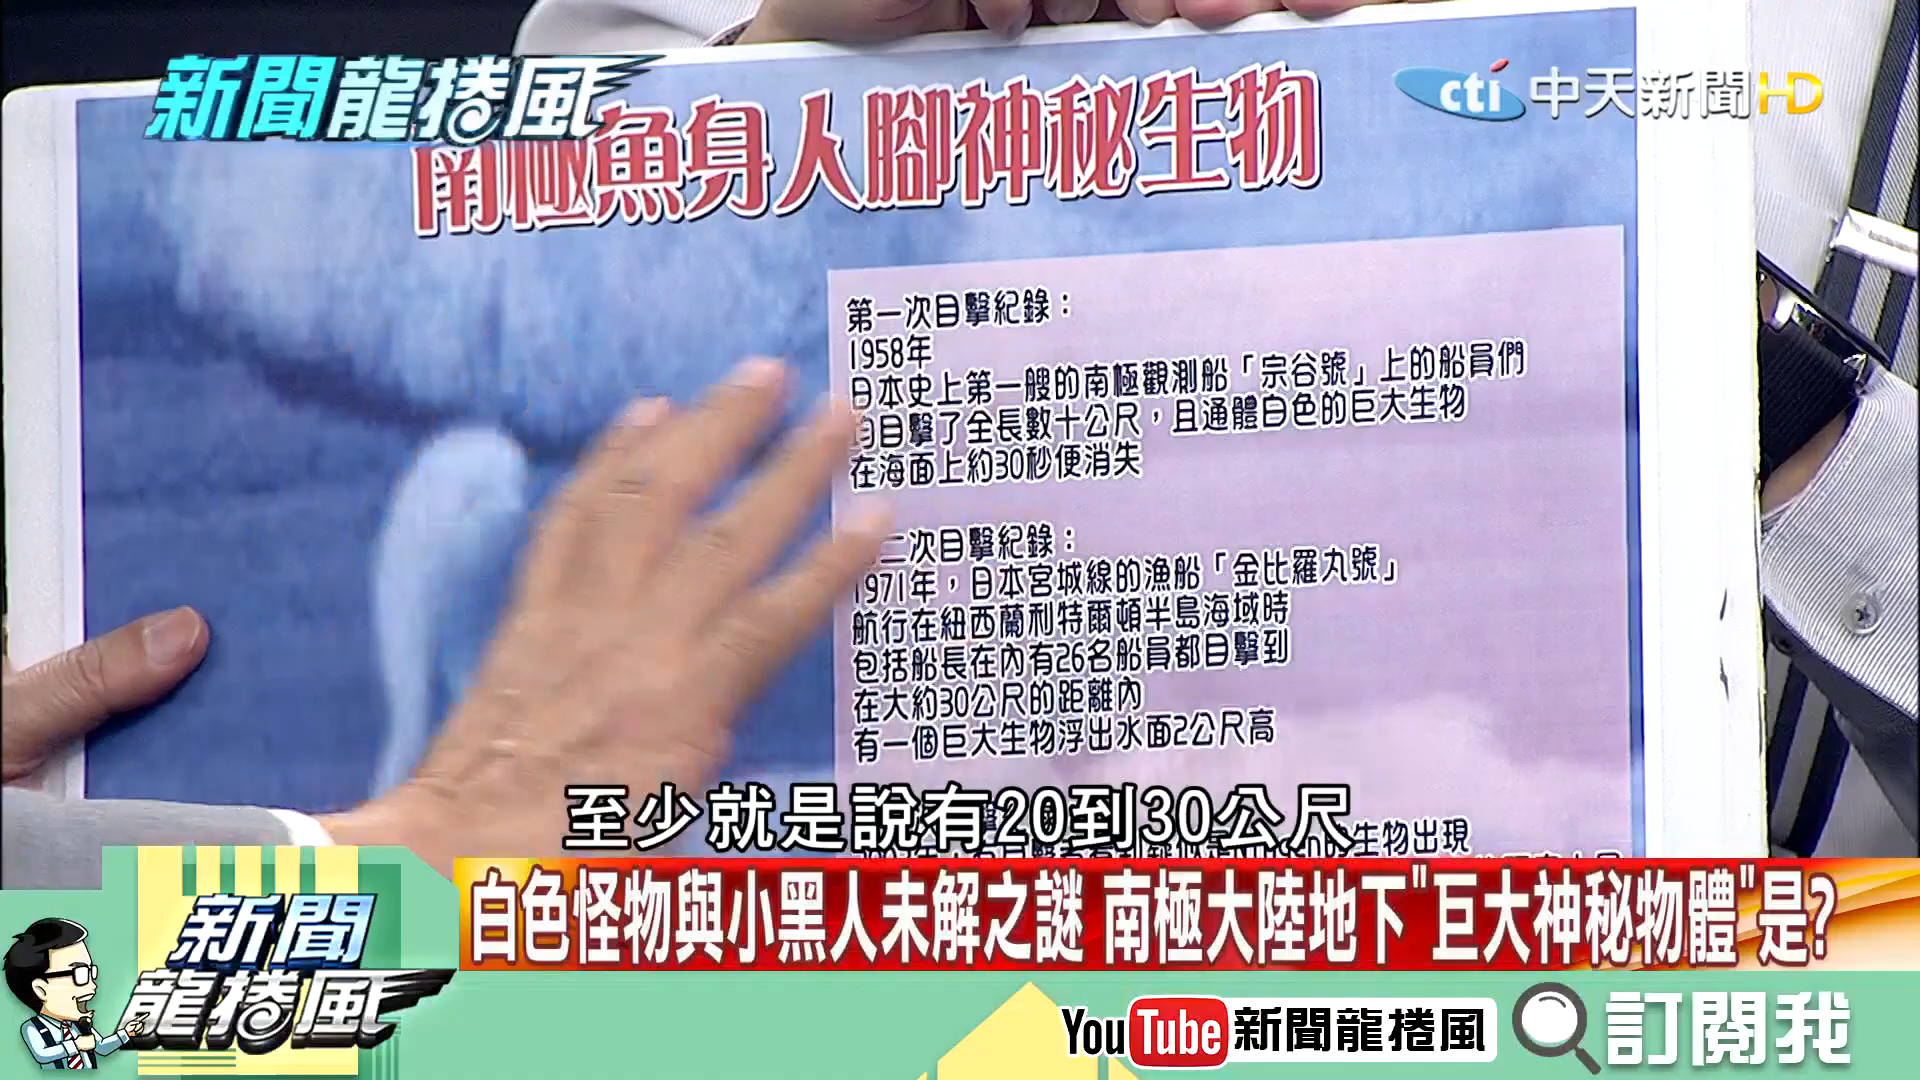 新聞龍捲風
cti 中天新聞HD
南極魚身人腳神秘生物
第一次目擊紀錄：
1958年
日本史上第一艘的南極觀測船「宗谷號」上的船員們
目擊了全長數十公尺，且通體白色的巨大生物
在海面上約30秒便消失
二次目擊紀錄：
1971年，日本宮城線的漁船「金比羅丸號」
航行在紐西蘭利特爾頓半島海域時
包括船長在內有26名船員都目擊到
在大約30公尺的距離內
有一個巨大生物浮出水面2公尺高
生物出現
至少就是說有20到30公尺
白色怪物與小黑人未解之謎 南極大陸地下"巨大神秘物體"是?
新聞
龍捲風
YouTube 新聞龍捲風 訂閱我